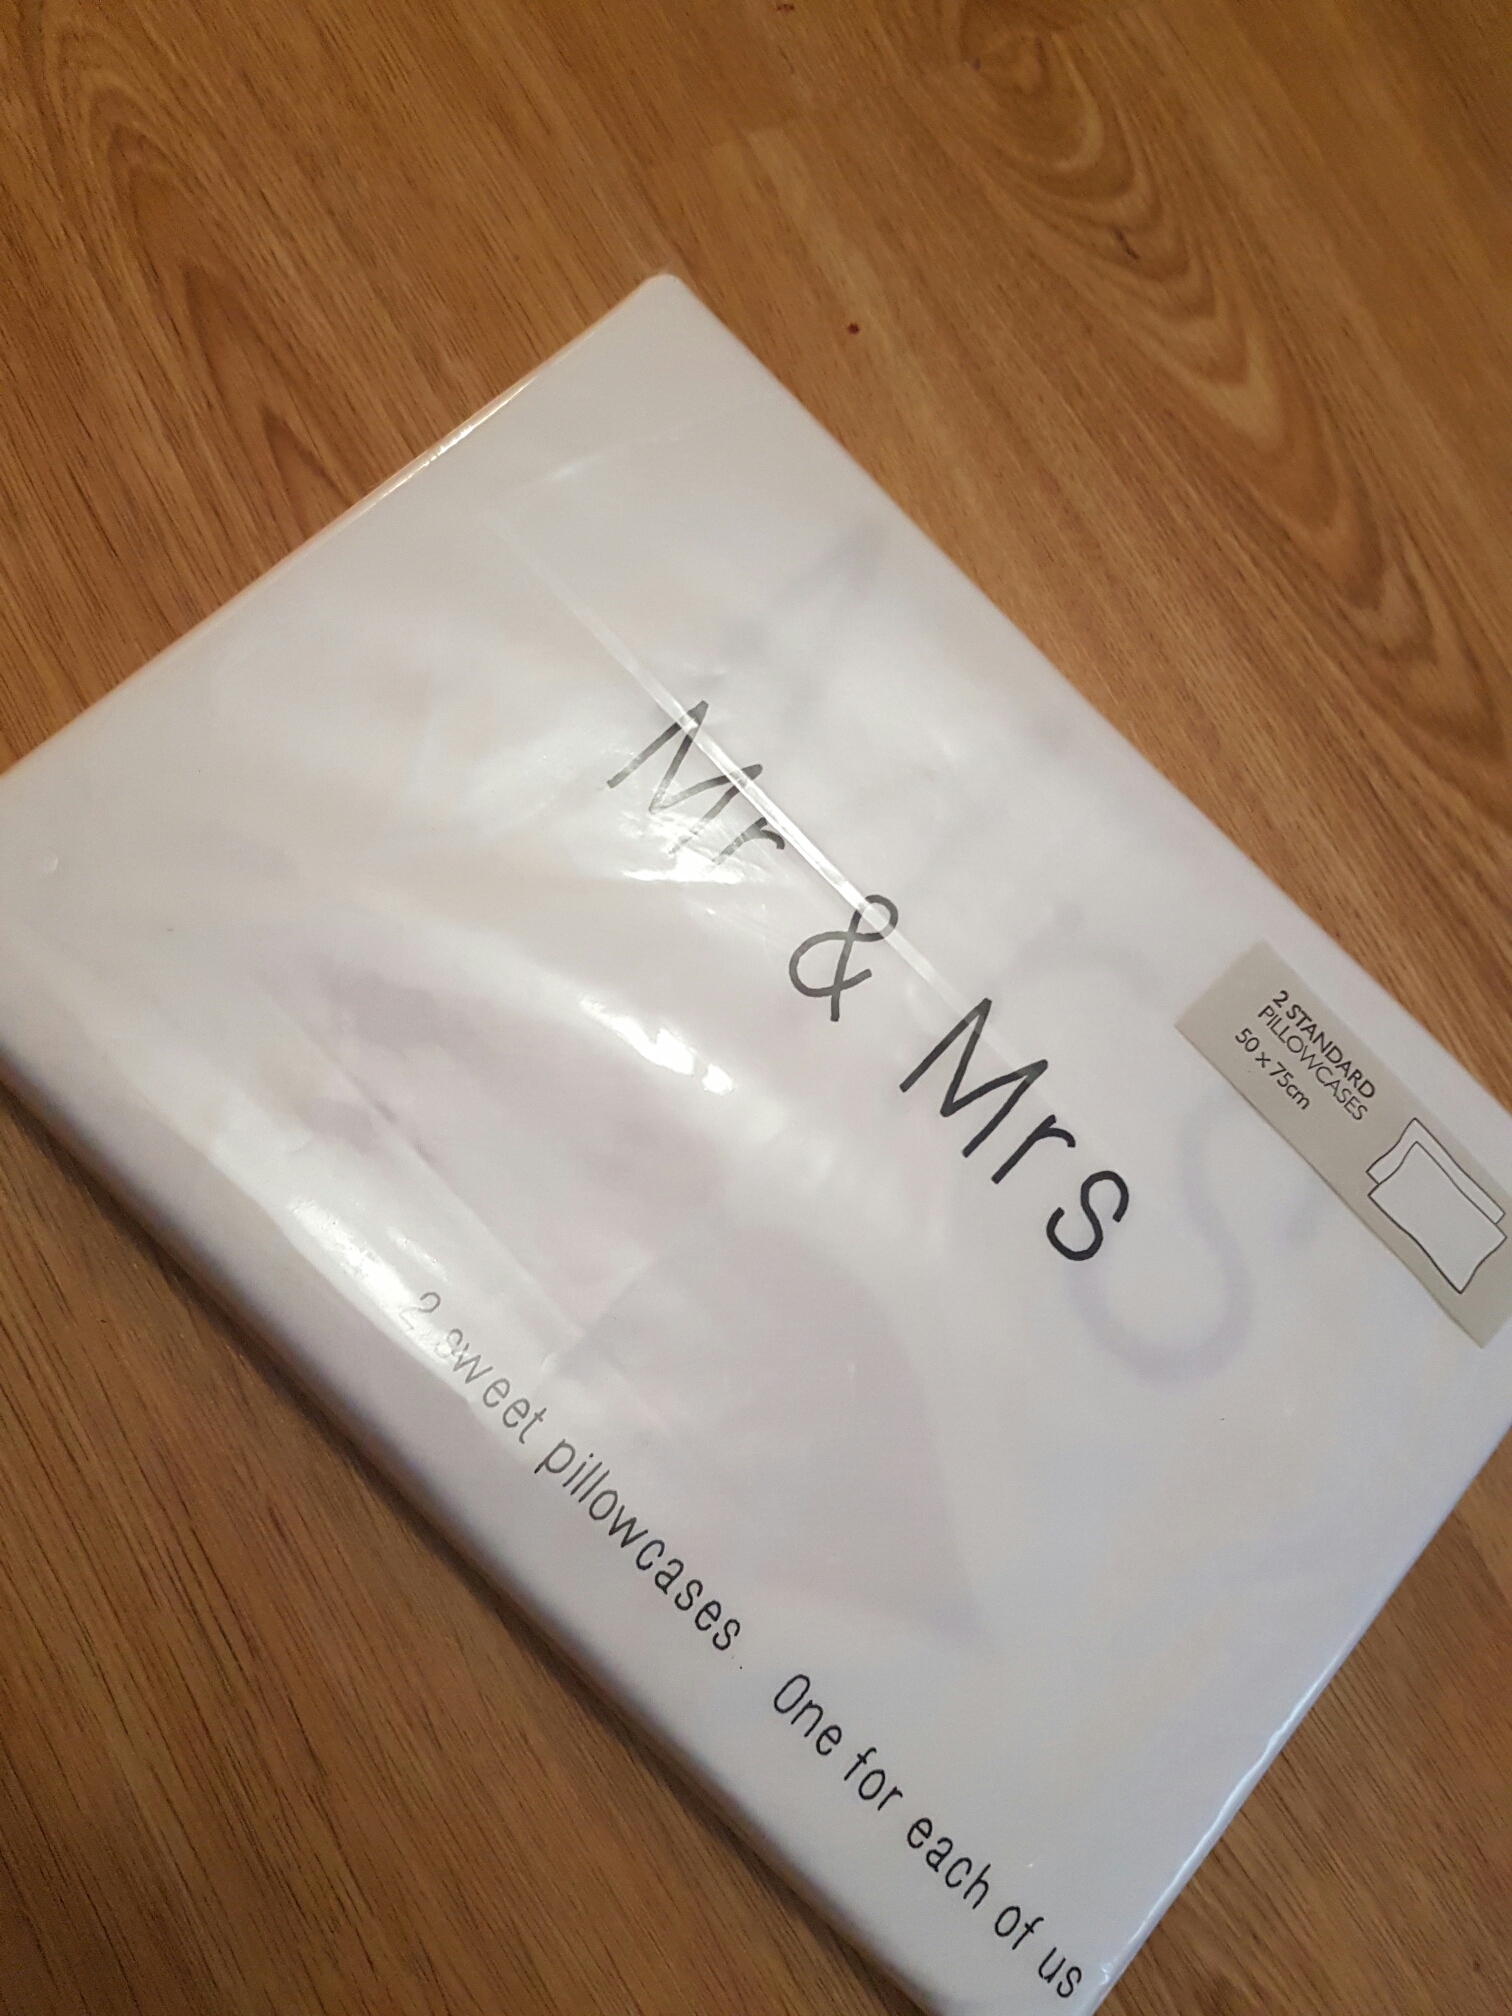 Mr & Mrs
2 STANDARD
PILLOWCASES
50 x 75cm
2 sweet pillowcases. One for each of us